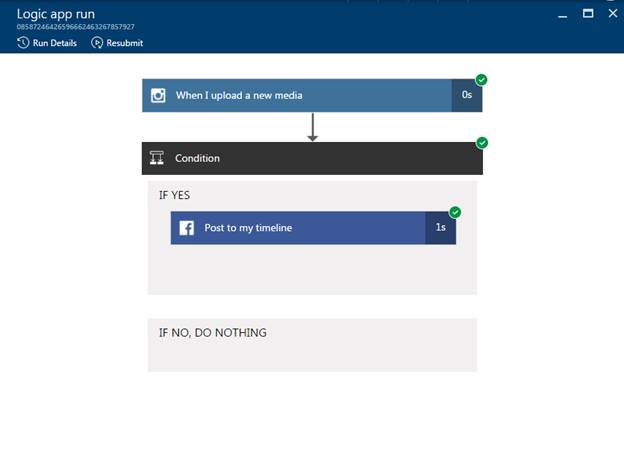 Logic app run
08587246426596662463267857927
Run Details Resubmit
When I upload a new media 0s
Condition
IF YES
Post to my timeline 1s
IF NO, DO NOTHING